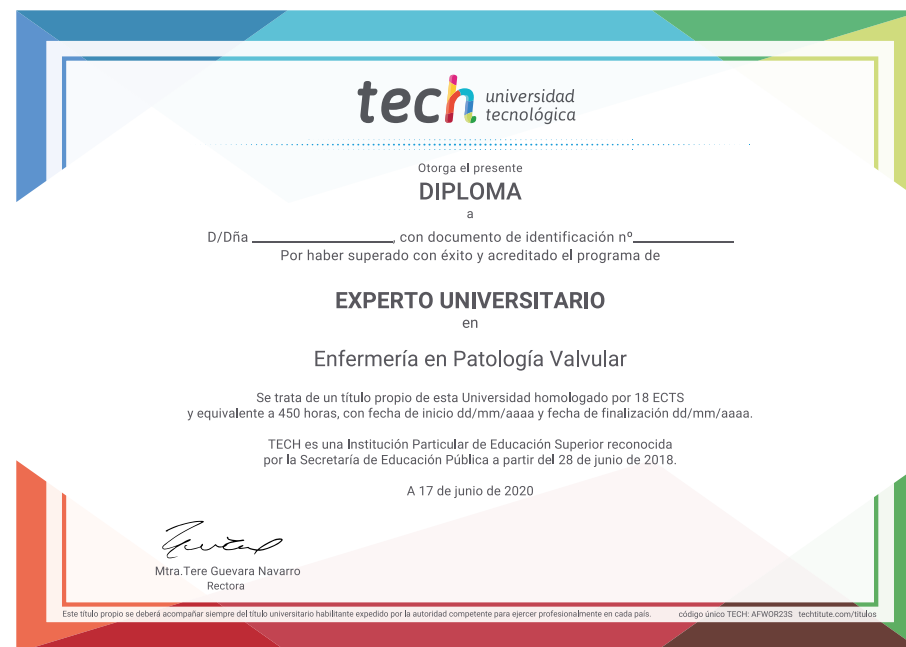 tech universidad
tecnológica
Otorga el presente
DIPLOMA
a
D/Dña ____________________, con documento de identificación nº______________
Por haber superado con éxito y acreditado el programa de
EXPERTO UNIVERSITARIO
en
Enfermería en Patología Valvular
Se trata de un título propio de esta Universidad homologado por 18 ECTS
y equivalente a 450 horas, con fecha de inicio dd/mm/aaaa y fecha de finalización dd/mm/aaaa.
TECH es una Institución Particular de Educación Superior reconocida
por la Secretaría de Educación Pública a partir del 28 de junio de 2018.
A 17 de junio de 2020
Mtra.Tere Guevara Navarro
Rectora
Este título propio se deberá acompañar siempre del título universitario habilitante expedido por la autoridad competente para ejercer profesionalmente en cada país. código único TECH: AFWOR23S techtitute.com/titulos